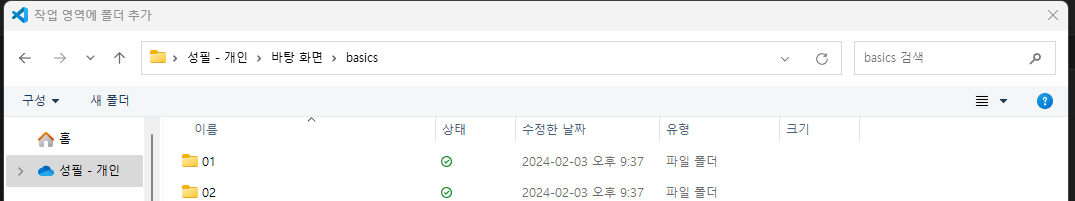 작업 영역에 폴더 추가
성필 - 개인 바탕 화면 basics
basics 검색
구성 새 폴더
이름 상태 수정한 날짜 유형 크기
홈
성필 - 개인
01 2024-02-03 오후 9:37 파일 폴더
02 2024-02-03 오후 9:37 파일 폴더